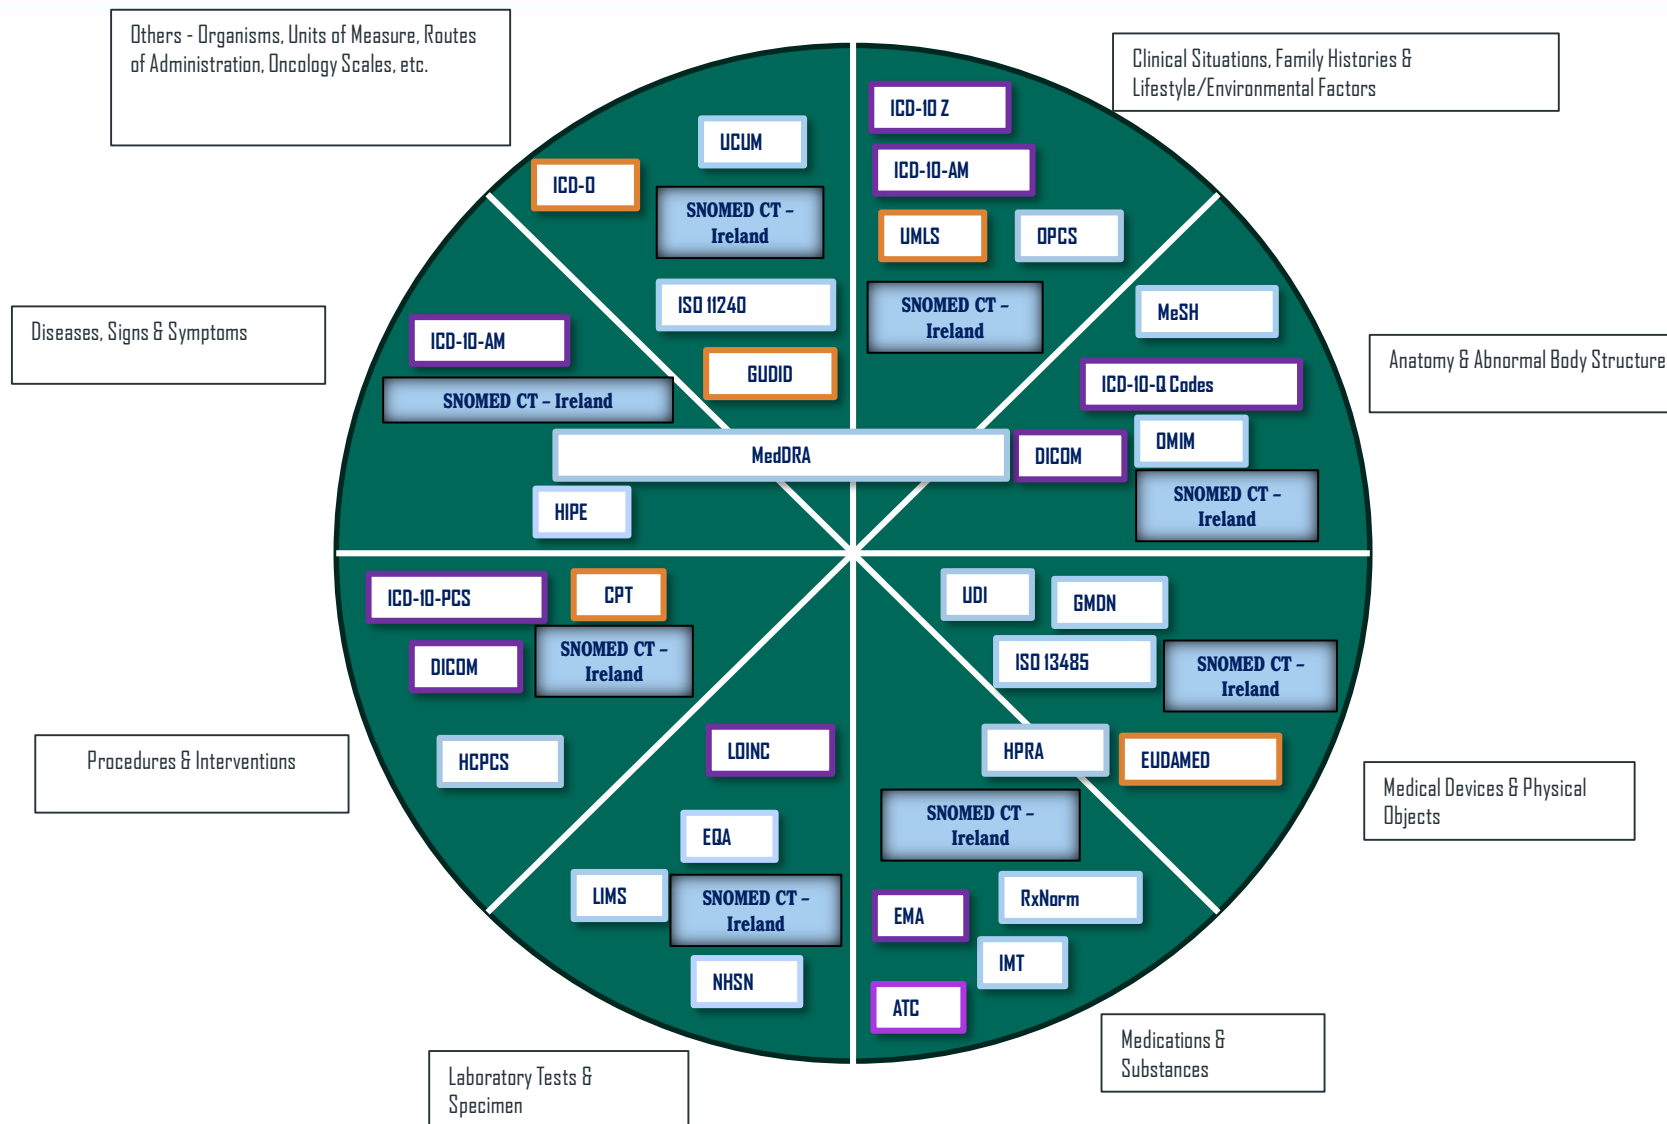 Others - Organisms, Units of Measure, Routes
of Administration, Oncology Scales, etc.
Clinical Situations, Family Histories &
Lifestyle/Environmental Factors
ICD-10 Z
UCUM
ICD-10-AM
ICD-O
SNOMED CT –
Ireland
UMLS
OPCS
ISO 11240
SNOMED CT –
Ireland
MeSH
Diseases, Signs & Symptoms
ICD-10-AM
GUDID
Anatomy & Abnormal Body Structure
ICD-10-Q Codes
SNOMED CT – Ireland
MedDRA
DICOM
OMIM
SNOMED CT –
Ireland
HIPE
ICD-10-PCS
CPT
UDI
GMDN
SNOMED CT –
Ireland
DICOM
ISO 13485
SNOMED CT –
Ireland
Procedures & Interventions
HCPCS
LOINC
HPRA
EUDAMED
Medical Devices & Physical
Objects
SNOMED CT –
Ireland
EQA
LIMS
SNOMED CT –
Ireland
EMA
RxNorm
NHSN
IMT
ATC
Medications &
Substances
Laboratory Tests &
Specimen